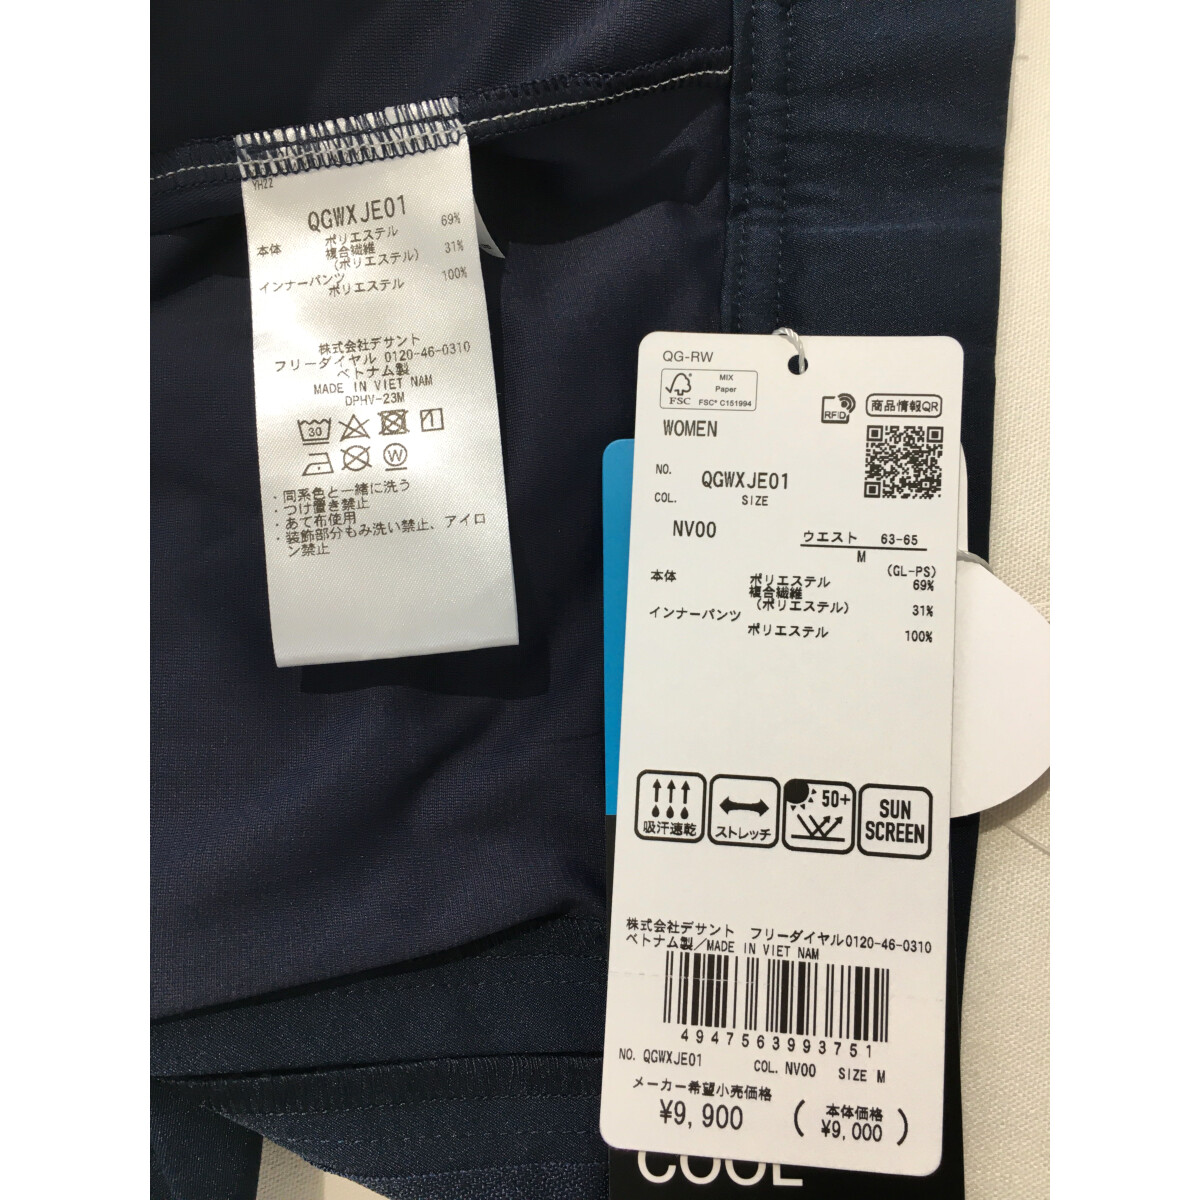 YH22
QGWXJE01
本体 ポリエステル 69%
複合繊維
(ポリエステル) 31%
インナーパンツ
ポリエステル 100%
株式会社デサント
フリーダイヤル 0120-46-0310
ベトナム製
MADE IN VIET NAM
DPHV-23M
30
1
W
・同系色と一緒に洗う
・つけ置き禁止
・あて布使用
・装飾部分もみ洗い禁止、アイロ
ン禁止
QG-RW
FSC
MIX
Paper
FSC® C151994
RFID
商品情報QR
WOMEN
NO. QGWXJE01
COL. SIZE
NV00
ウエスト 63-65
M
(GL-PS)
本体 ポリエステル 69%
複合繊維
(ポリエステル) 31%
インナーパンツ
ポリエステル 100%
吸汗速乾
ストレッチ
50+
SUN
SCREEN
株式会社デサント フリーダイヤル0120-46-0310
ベトナム製/MADE IN VIET NAM
4947563993751
NO. QGWXJE01 COL. NV00 SIZE M
メーカー希望小売価格
¥9,900
(本体価格
¥9,000)
COOL